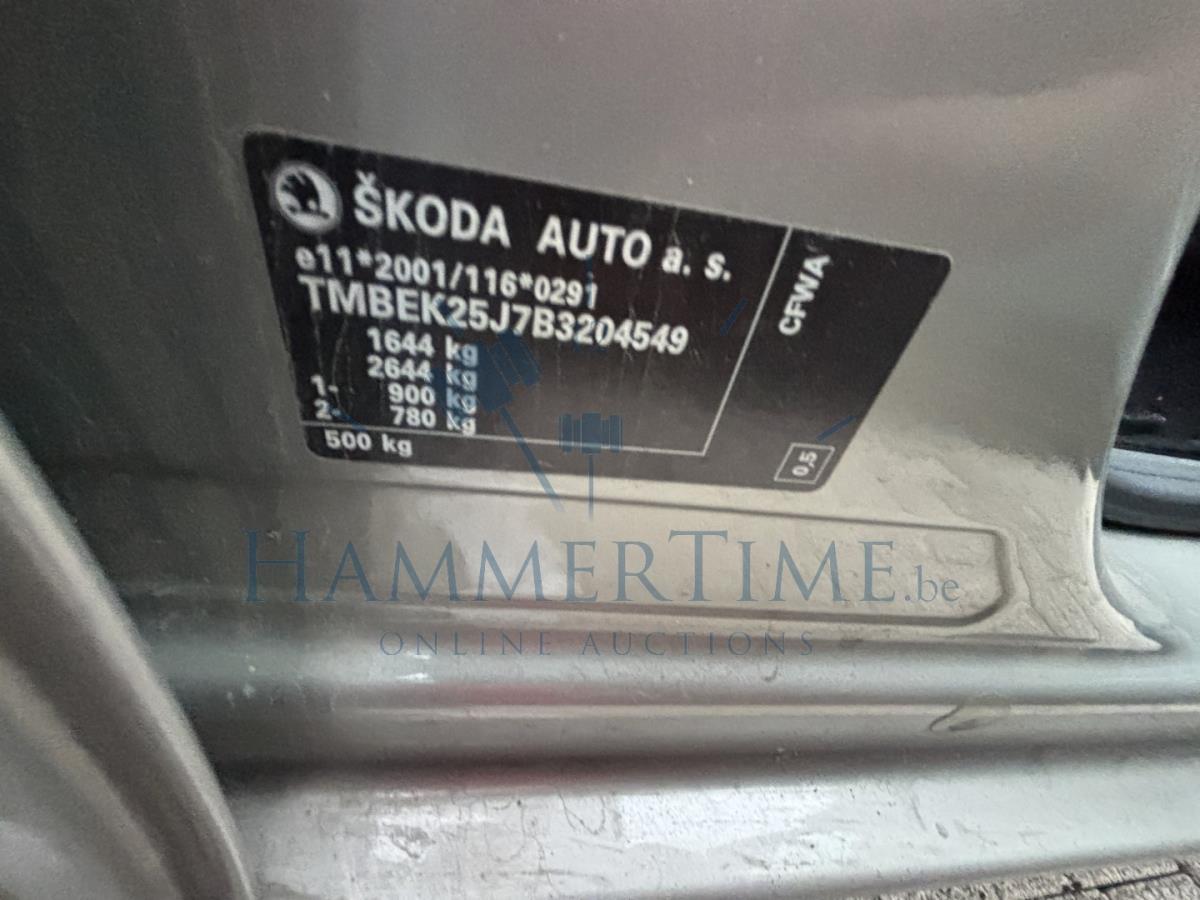 ŠKODA AUTO a. s.
e11*2001/116*0291
TMBEK25J7B3204549
1644 kg
2644 kg
1- 900 kg
2- 780 kg
500 kg
CFWA
0,5
HAMMERTIME.be
ONLINE AUCTIONS